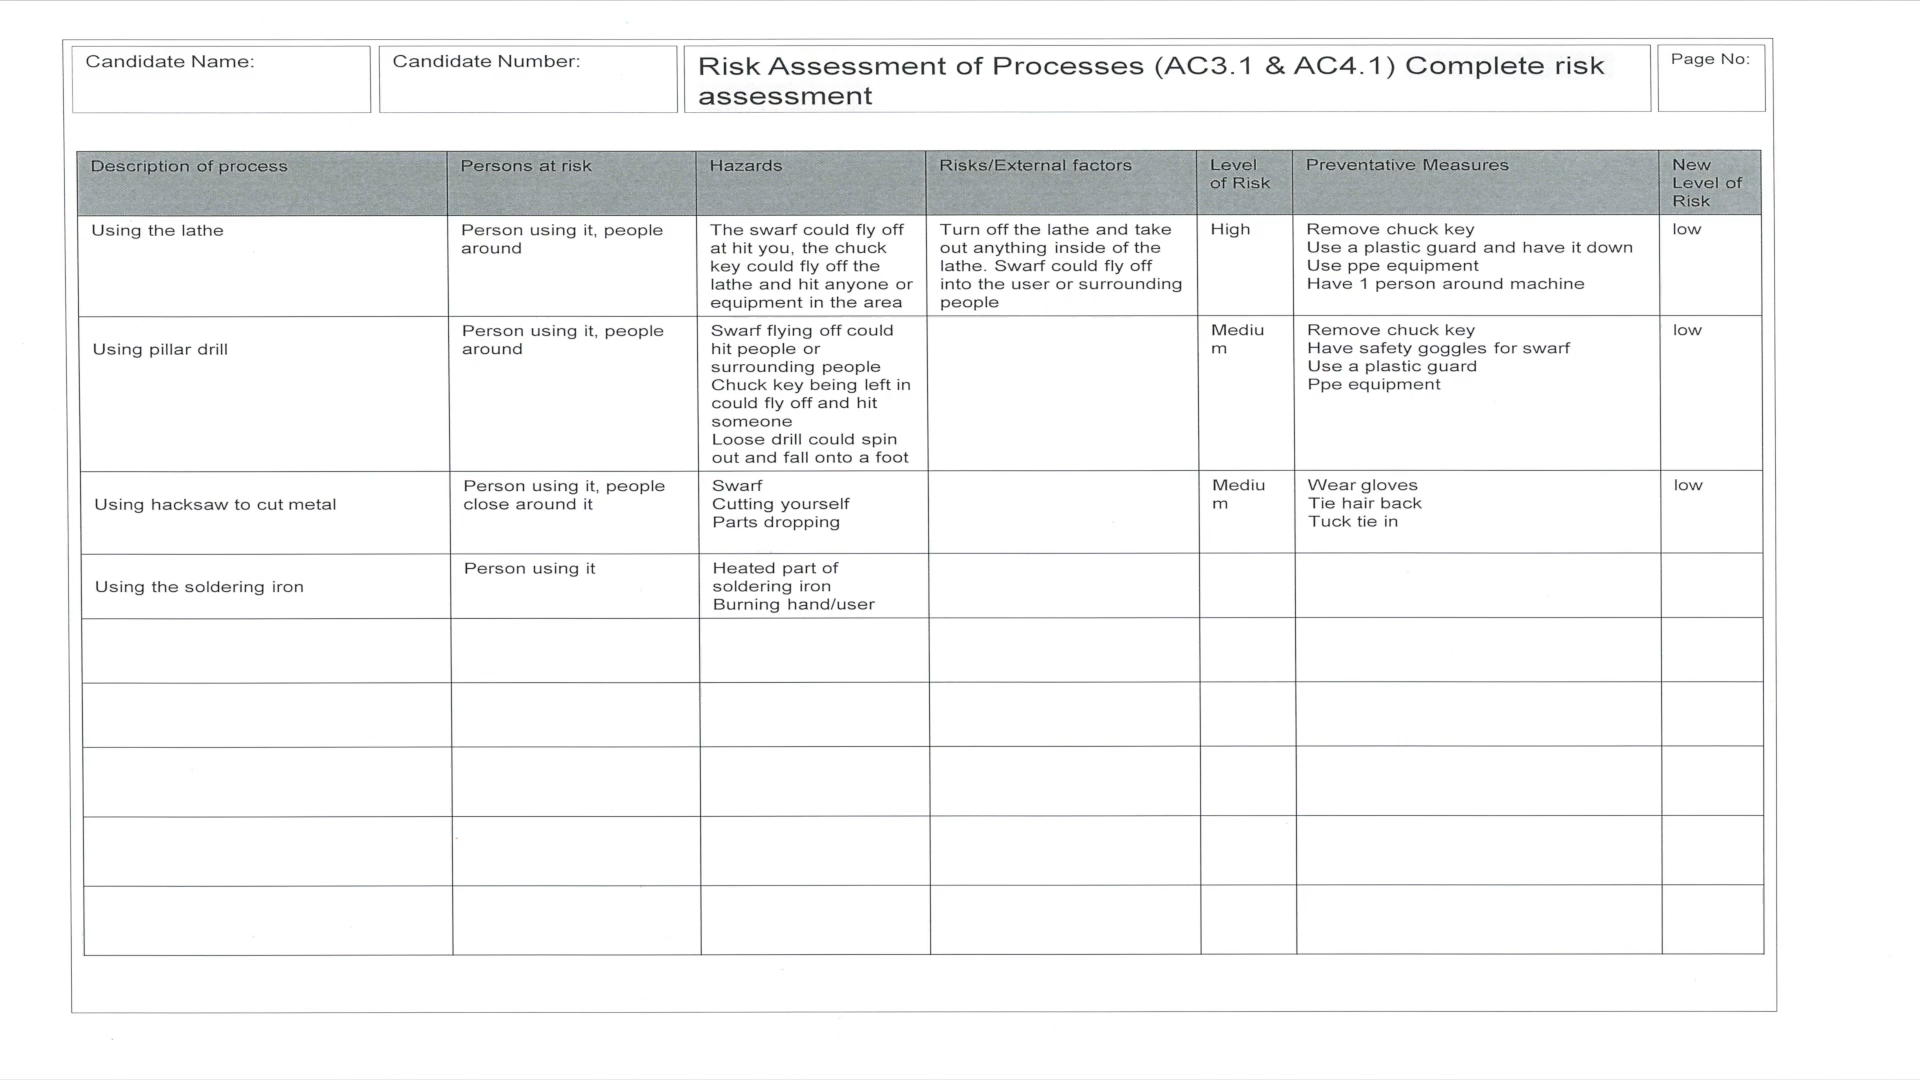 Candidate Name:
Candidate Number:
Risk Assessment of Processes (AC3.1 & AC4.1) Complete risk
assessment
Page No:
Description of process
Persons at risk
Hazards
Risks/External factors
Level
of Risk
Preventative Measures
New
Level of
Risk
Using the lathe
Person using it, people
around
The swarf could fly off
at hit you, the chuck
key could fly off the
lathe and hit anyone or
equipment in the area
Turn off the lathe and take
out anything inside of the
lathe. Swarf could fly off
into the user or surrounding
people
High
Remove chuck key
Use a plastic guard and have it down
Use ppe equipment
Have 1 person around machine
low
Using pillar drill
Person using it, people
around
Swarf flying off could
hit people or
surrounding people
Chuck key being left in
could fly off and hit
someone
Loose drill could spin
out and fall onto a foot
Mediu
m
Remove chuck key
Have safety goggles for swarf
Use a plastic guard
Ppe equipment
low
Using hacksaw to cut metal
Person using it, people
close around it
Swarf
Cutting yourself
Parts dropping
Mediu
m
Wear gloves
Tie hair back
Tuck tie in
low
Using the soldering iron
Person using it
Heated part of
soldering iron
Burning hand/user